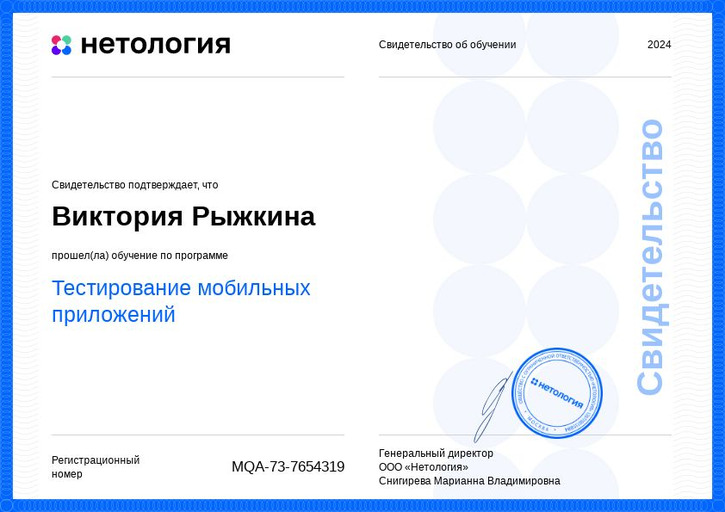 нетология
Свидетельство об обучении
2024
Свидетельство подтверждает, что
Виктория Рыжкина
прошел(ла) обучение по программе
Тестирование мобильных
приложений
Свидетельство
нетология
Регистрационный
номер
MQA-73-7654319
Генеральный директор
ООО «Нетология»
Снигирева Марианна Владимировна